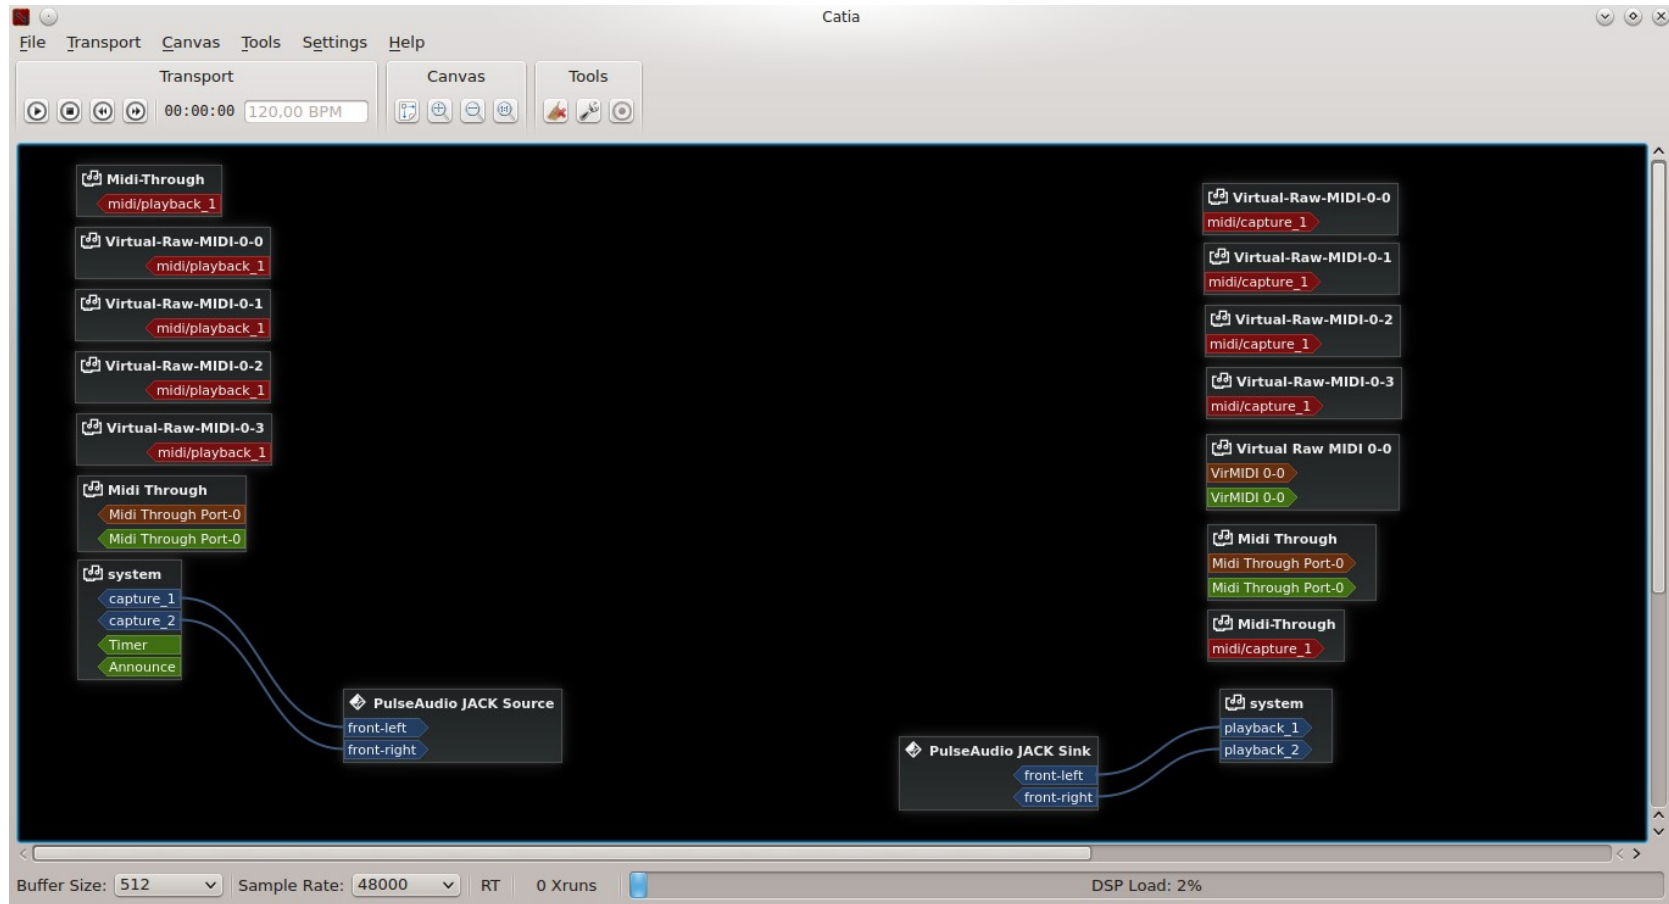 Catia
File Transport Canvas Tools Settings Help
Transport
Canvas
Tools
00:00:00 120,00 BPM
Midi-Through
midi/playback_1
Virtual-Raw-MIDI-0-0
midi/playback_1
Virtual-Raw-MIDI-0-1
midi/playback_1
Virtual-Raw-MIDI-0-2
midi/playback_1
Virtual-Raw-MIDI-0-3
midi/playback_1
Midi Through
Midi Through Port-0
Midi Through Port-0
system
capture_1
capture_2
Timer
Announce
PulseAudio JACK Source
front-left
front-right
PulseAudio JACK Sink
front-left
front-right
Virtual-Raw-MIDI-0-0
midi/capture_1
Virtual-Raw-MIDI-0-1
midi/capture_1
Virtual-Raw-MIDI-0-2
midi/capture_1
Virtual-Raw-MIDI-0-3
midi/capture_1
Virtual Raw MIDI 0-0
VirMIDI 0-0
VirMIDI 0-0
Midi Through
Midi Through Port-0
Midi Through Port-0
Midi-Through
midi/capture_1
system
playback_1
playback_2
Buffer Size: 512 Sample Rate: 48000 RT 0 Xruns DSP Load: 2%